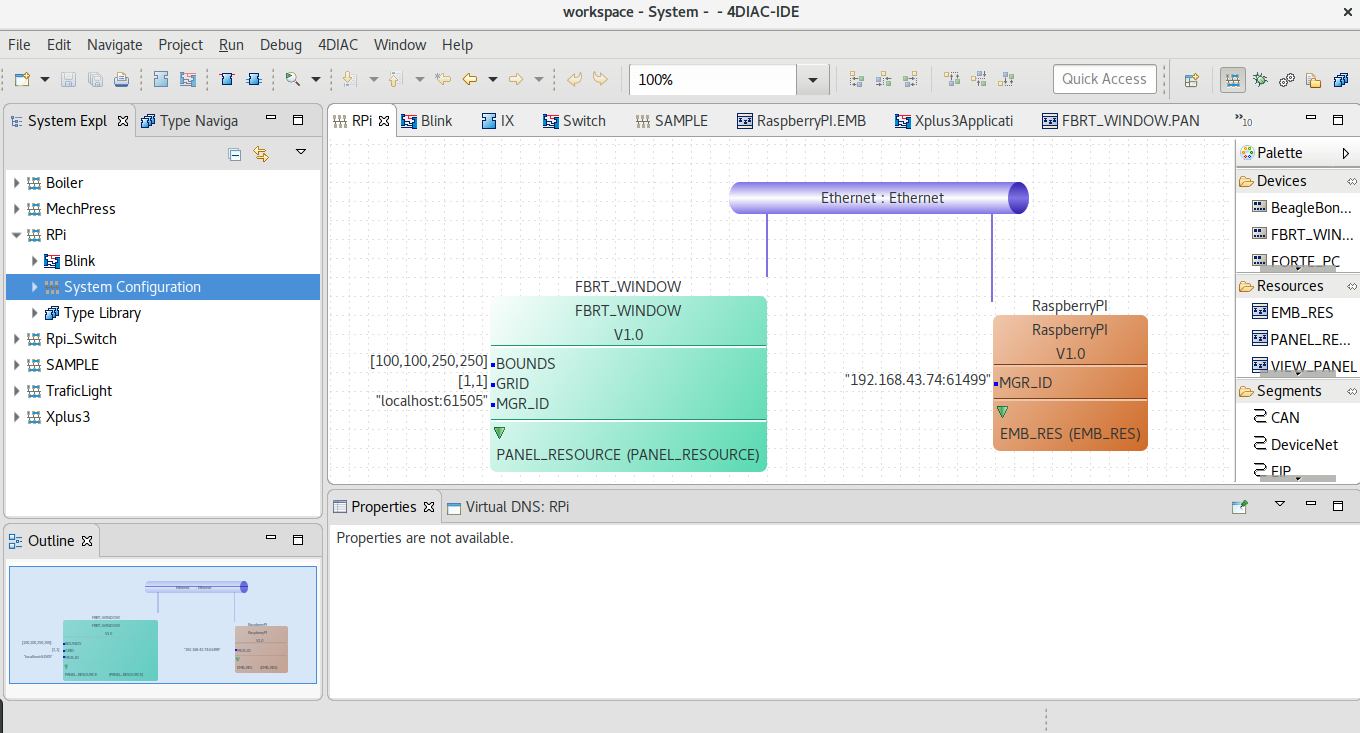 workspace - System -  - 4DIAC-IDE
File Edit Navigate Project Run Debug 4DIAC Window Help
100%
Quick Access
System Expl
Type Naviga
Boiler
MechPress
RPi
Blink
System Configuration
Type Library
Rpi_Switch
SAMPLE
TraficLight
Xplus3
Outline
RPi Blink IX Switch SAMPLE RaspberryPI.EMB Xplus3Applicati FBRT_WINDOW.PAN »10
Ethernet : Ethernet
FBRT_WINDOW
FBRT_WINDOW
V1.0
[100,100,250,250] BOUNDS
[1,1] GRID
"localhost:61505" MGR_ID
PANEL_RESOURCE (PANEL_RESOURCE)
RaspberryPI
RaspberryPI
V1.0
"192.168.43.74:61499" MGR_ID
EMB_RES (EMB_RES)
Palette
Devices
BeagleBon...
FBRT_WIN...
FORTE_PC
Resources
EMB_RES
PANEL_RE...
VIEW_PANEL
Segments
CAN
DeviceNet
EIP
Properties
Virtual DNS: RPi
Properties are not available.